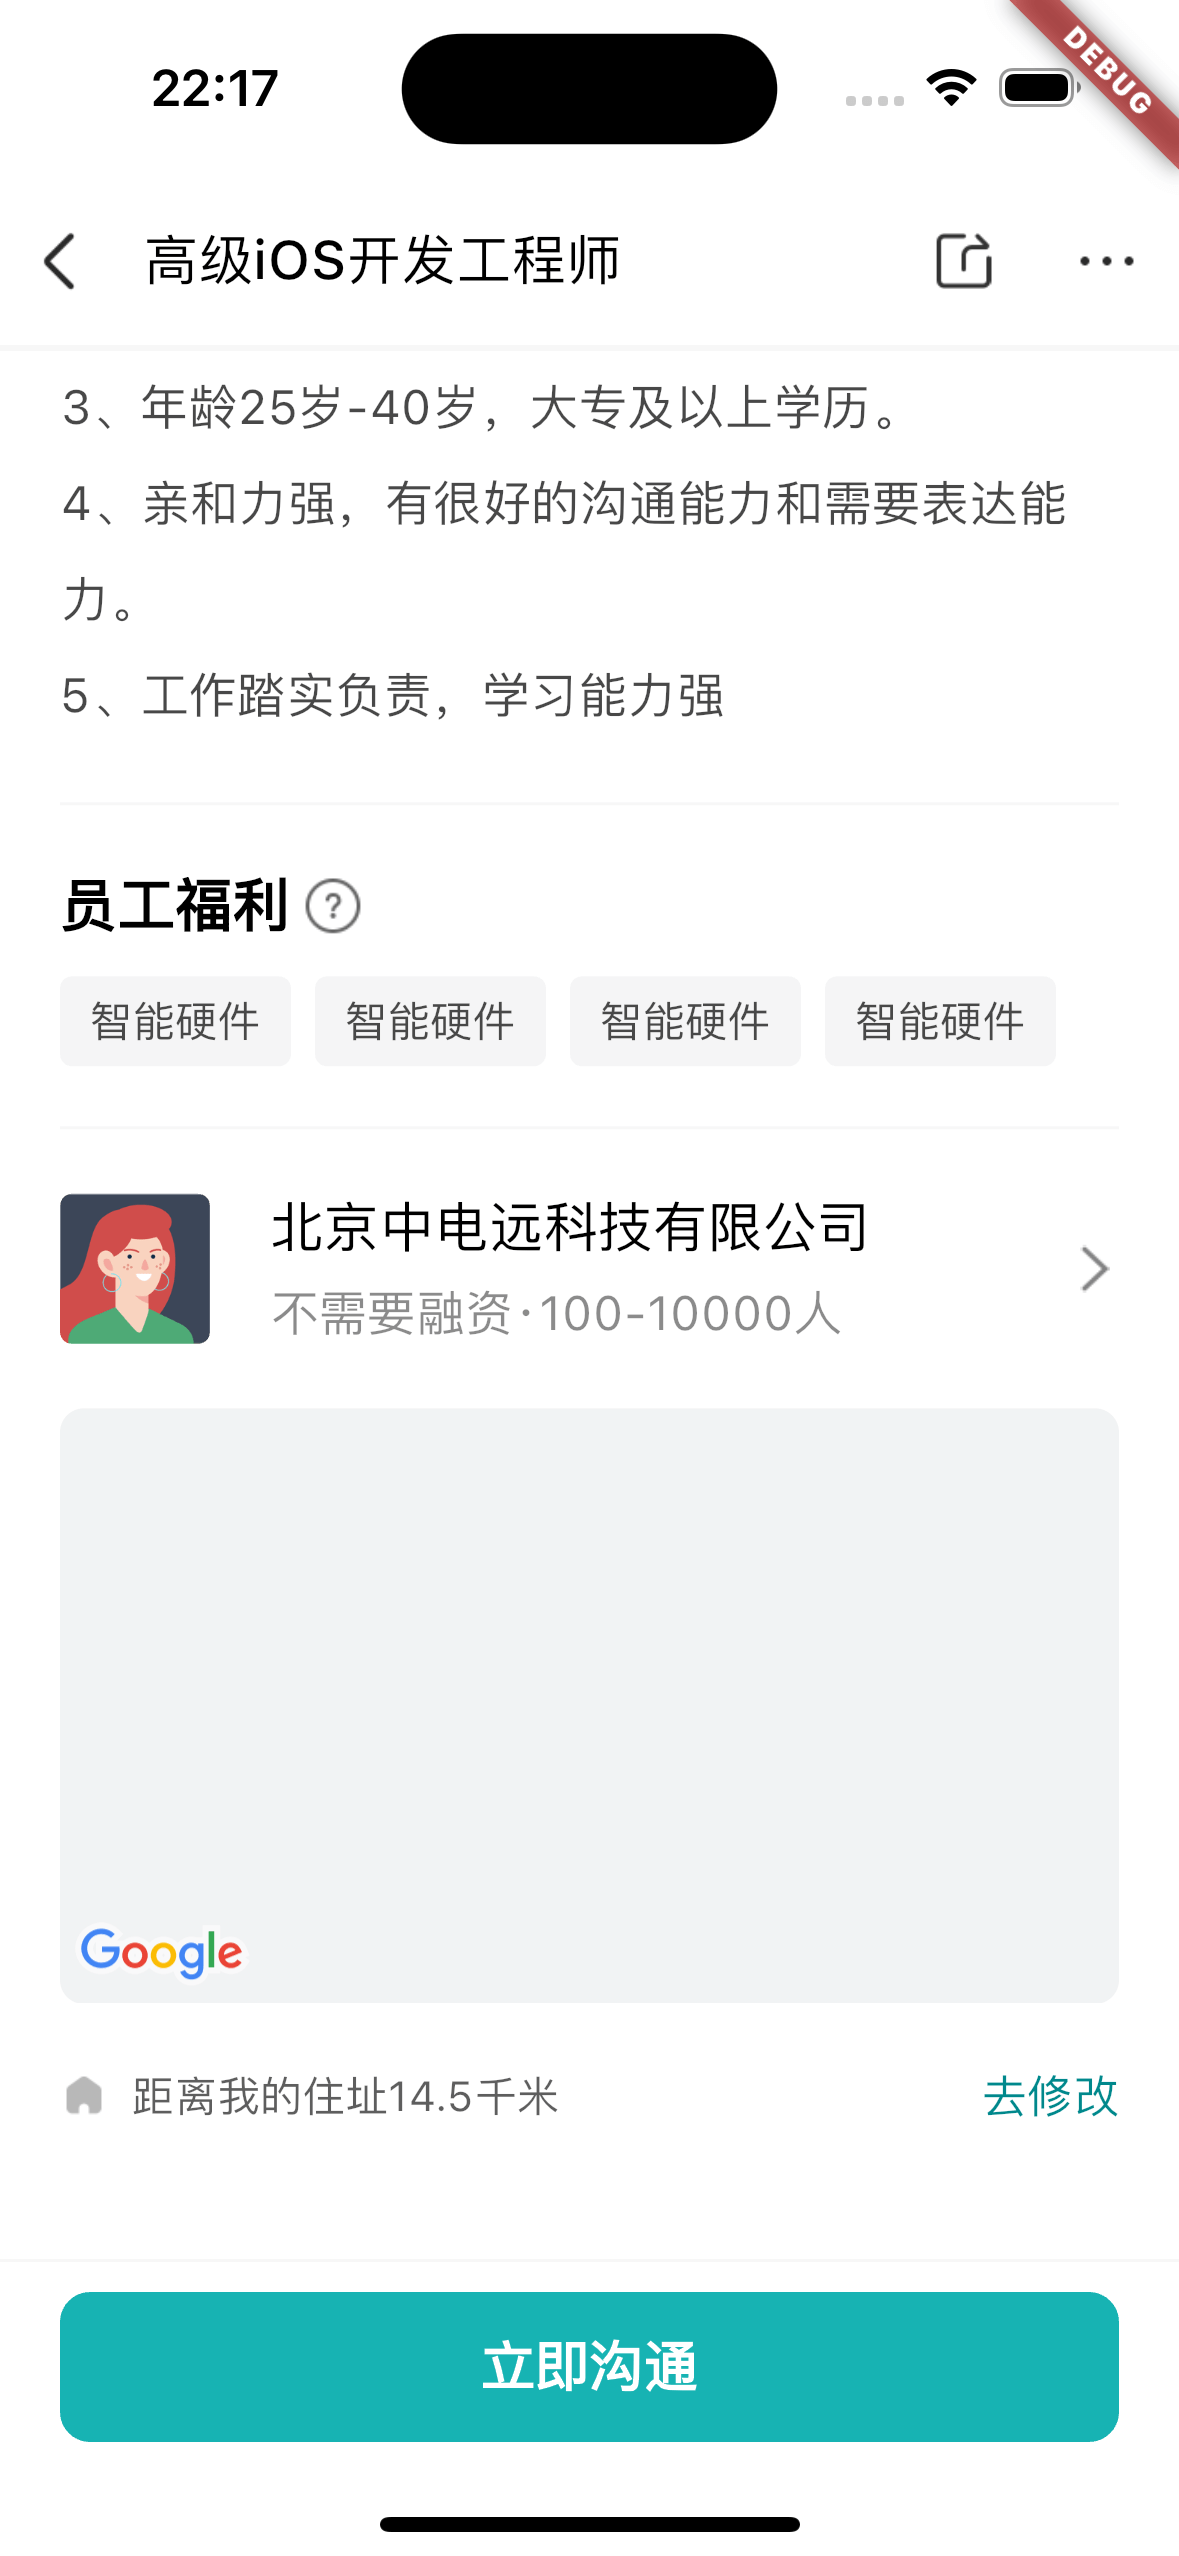 22:17
DEBUG
高级iOS开发工程师
3、年龄25岁-40岁，大专及以上学历。
4、亲和力强，有很好的沟通能力和需要表达能
力。
5、工作踏实负责，学习能力强
员工福利 ?
智能硬件 智能硬件 智能硬件 智能硬件
北京中电远科技有限公司
不需要融资·100-10000人
Google
距离我的住址14.5千米 去修改
立即沟通